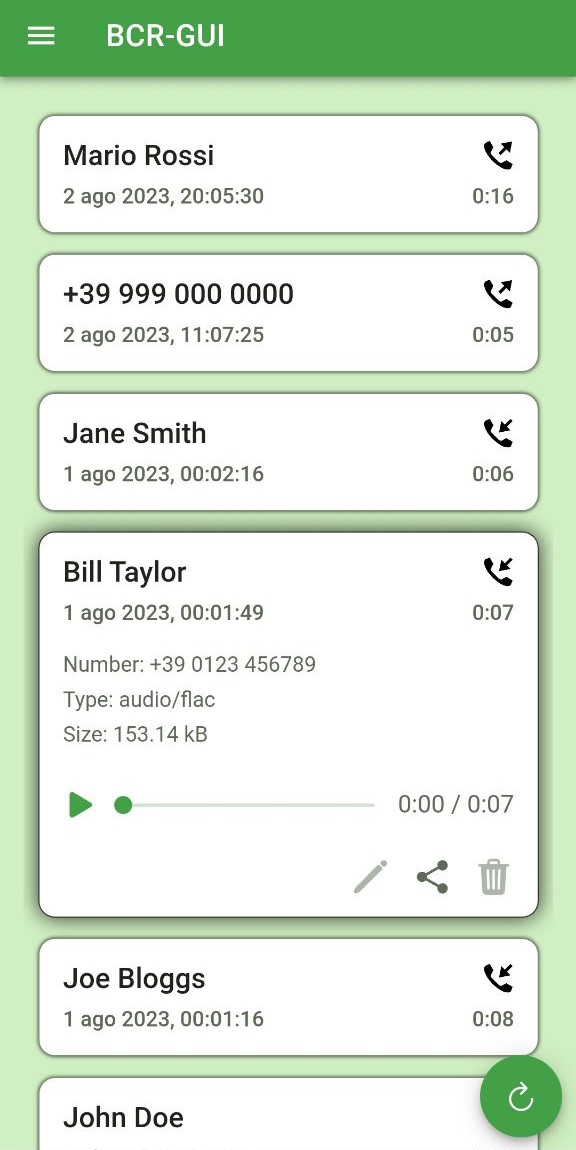 BCR-GUI
Mario Rossi
2 ago 2023, 20:05:30 0:16
+39 999 000 0000
2 ago 2023, 11:07:25 0:05
Jane Smith
1 ago 2023, 00:02:16 0:06
Bill Taylor
1 ago 2023, 00:01:49 0:07
Number: +39 0123 456789
Type: audio/flac
Size: 153.14 kB
0:00 / 0:07
Joe Bloggs
1 ago 2023, 00:01:16 0:08
John Doe